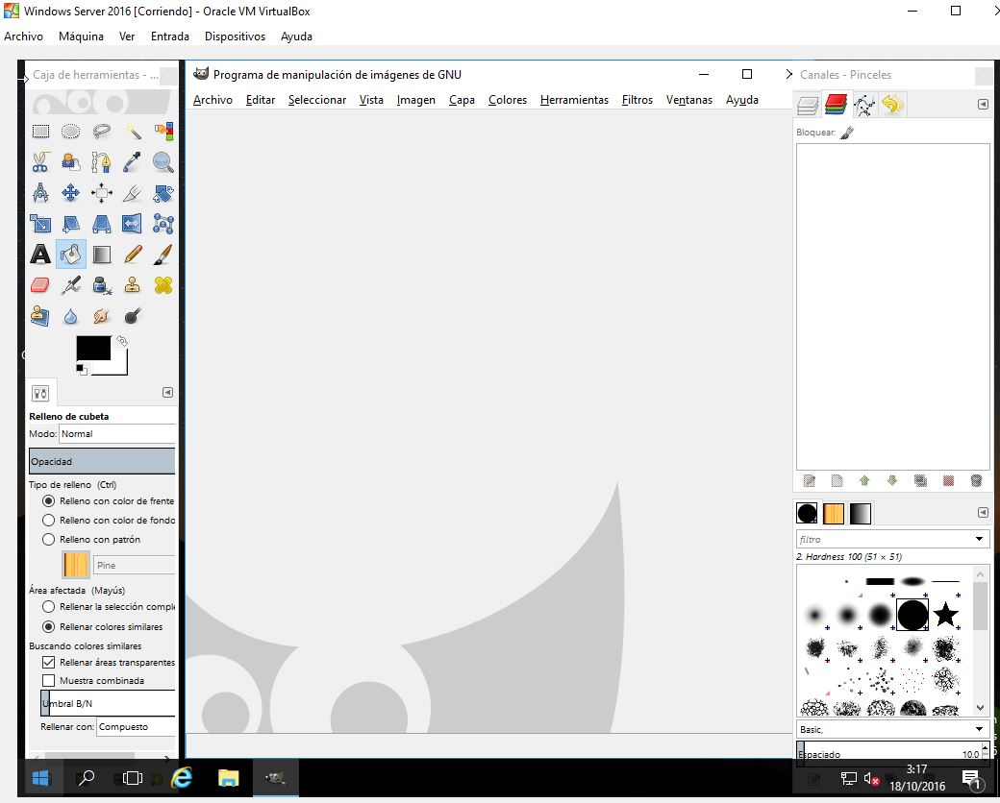 Windows Server 2016 [Corriendo] - Oracle VM VirtualBox
Archivo Máquina Ver Entrada Dispositivos Ayuda
Caja de herramientas - ...
Programa de manipulación de imágenes de GNU
Canales - Pinceles
Archivo Editar Seleccionar Vista Imagen Capa Colores Herramientas Filtros Ventanas Ayuda
Bloquear:
Relleno de cubeta
Modo: Normal
Opacidad
Tipo de relleno (Ctrl)
Relleno con color de frente
Relleno con color de fondo
Relleno con patrón
Pine
Área afectada (Mayús)
Rellenar la selección comple
Rellenar colores similares
Buscando colores similares
Rellenar áreas transparentes
Muestra combinada
Umbral B/N
Rellenar con: Compuesto
filtro
2. Hardness 100 (51 × 51)
Basic,
Espaciado 10.0
3:17
18/10/2016
1